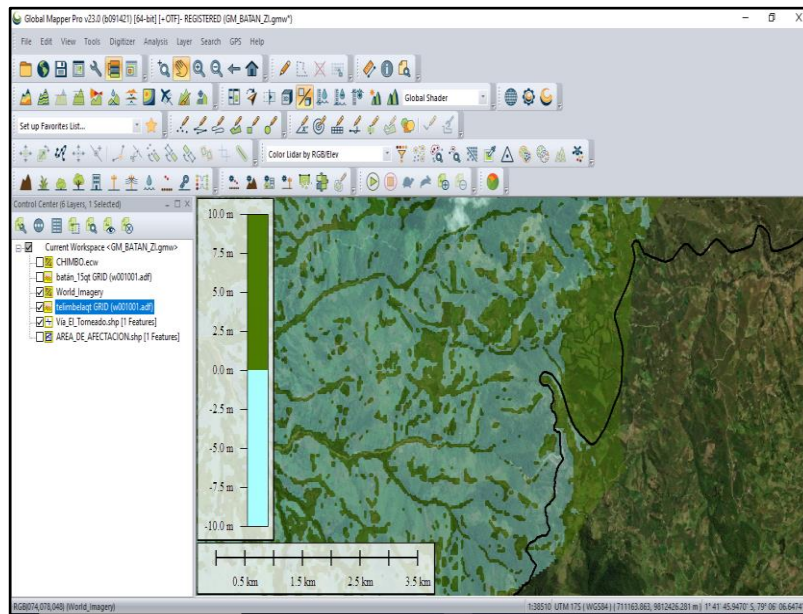 Global Mapper Pro v23.0 (b091421) [64-bit] [+OTF]- REGISTERED (GM_BATAN_ZI.gmw*)
File Edit View Tools Digitizer Analysis Layer Search GPS Help
Global Shader
Set up Favorites List...
Color Lidar by RGB/Elev
Control Center (6 Layers, 1 Selected)
Current Workspace <GM_BATAN_ZI.gmw>
CHIMBO.ecw
batán_15qt GRID (w001001.adf)
World_Imagery
telimbelaqt GRID (w001001.adf)
Vía_El_Torneado.shp [1 Features]
AREA_DE_AFECTACION.shp [1 Features]
10.0 m
7.5 m
5.0 m
2.5 m
0.0 m
-2.5 m
-5.0 m
-7.5 m
-10.0 m
0.5 km 1.5 km 2.5 km 3.5 km
RGB(074,078,048) (World_Imagery)
1:38510 UTM 17S ( WGS84 ) ( 711163.863, 9812426.281 m ) 1° 41' 45.9470" S, 79° 06'